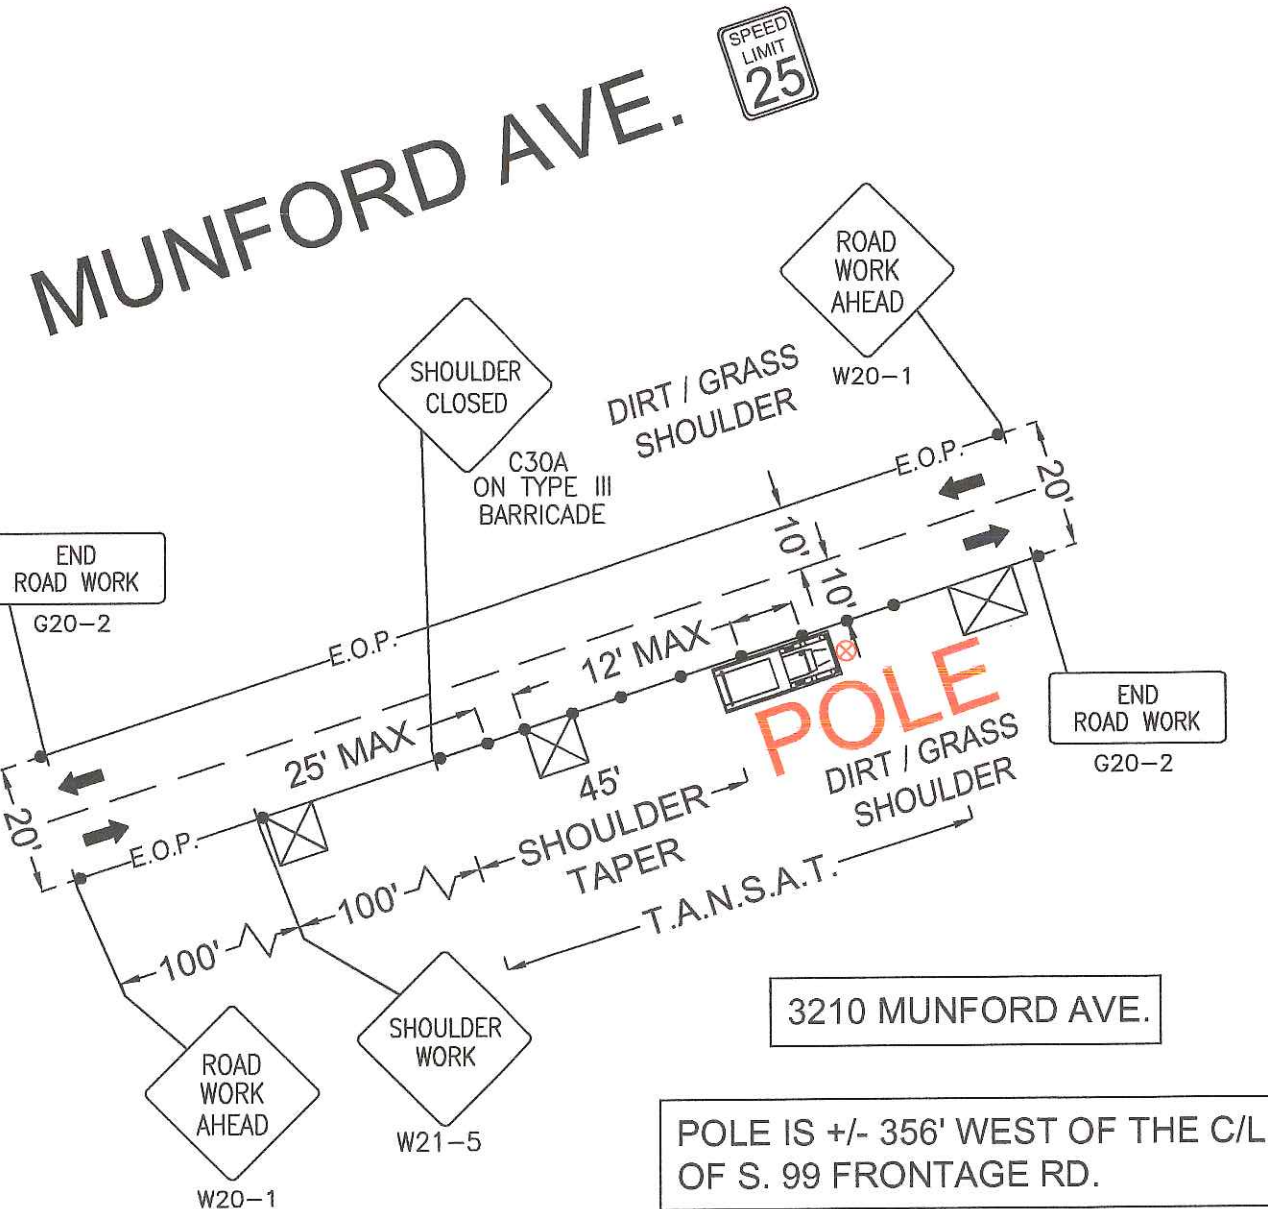 MUNFORD AVE.
SPEED
LIMIT
25
ROAD
WORK
AHEAD
W20-1
SHOULDER
CLOSED
C30A
ON TYPE III
BARRICADE
DIRT / GRASS
SHOULDER
E.O.P.
20'
10'
10'
END
ROAD WORK
G20-2
E.O.P.
12' MAX
25' MAX
POLE
DIRT / GRASS
SHOULDER
END
ROAD WORK
G20-2
20'
E.O.P.
45'
SHOULDER
TAPER
100'
100'
T.A.N.S.A.T.
SHOULDER
WORK
W21-5
ROAD
WORK
AHEAD
W20-1
3210 MUNFORD AVE.
POLE IS +/- 356' WEST OF THE C/L
OF S. 99 FRONTAGE RD.